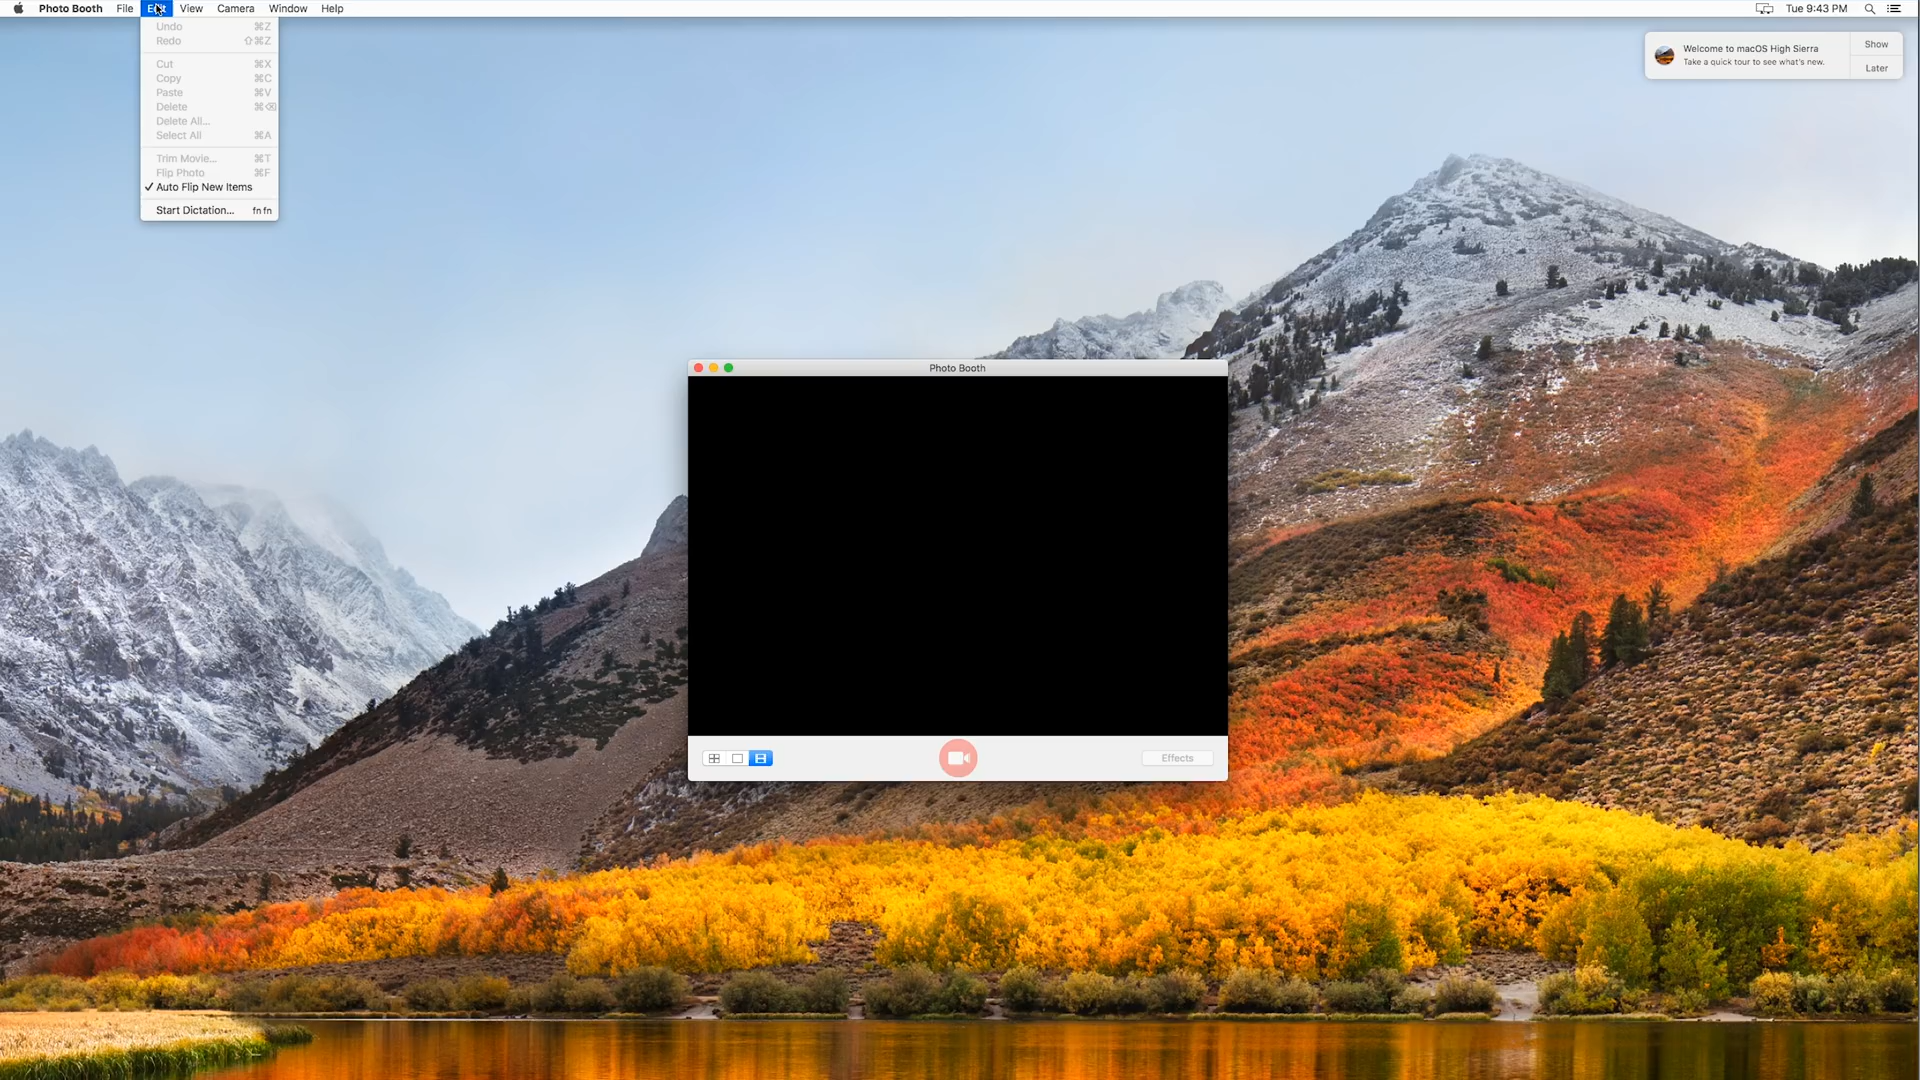 Photo Booth File Edit View Camera Window Help Tue 9:43 PM
Undo ⌘Z
Redo ⇧⌘Z
Cut ⌘X
Copy ⌘C
Paste ⌘V
Delete ⌘⌫
Delete All...
Select All ⌘A
Trim Movie... ⌘T
Flip Photo ⌘F
✓ Auto Flip New Items
Start Dictation... fn fn
Welcome to macOS High Sierra
Take a quick tour to see what's new.
Show
Later
Photo Booth
Effects